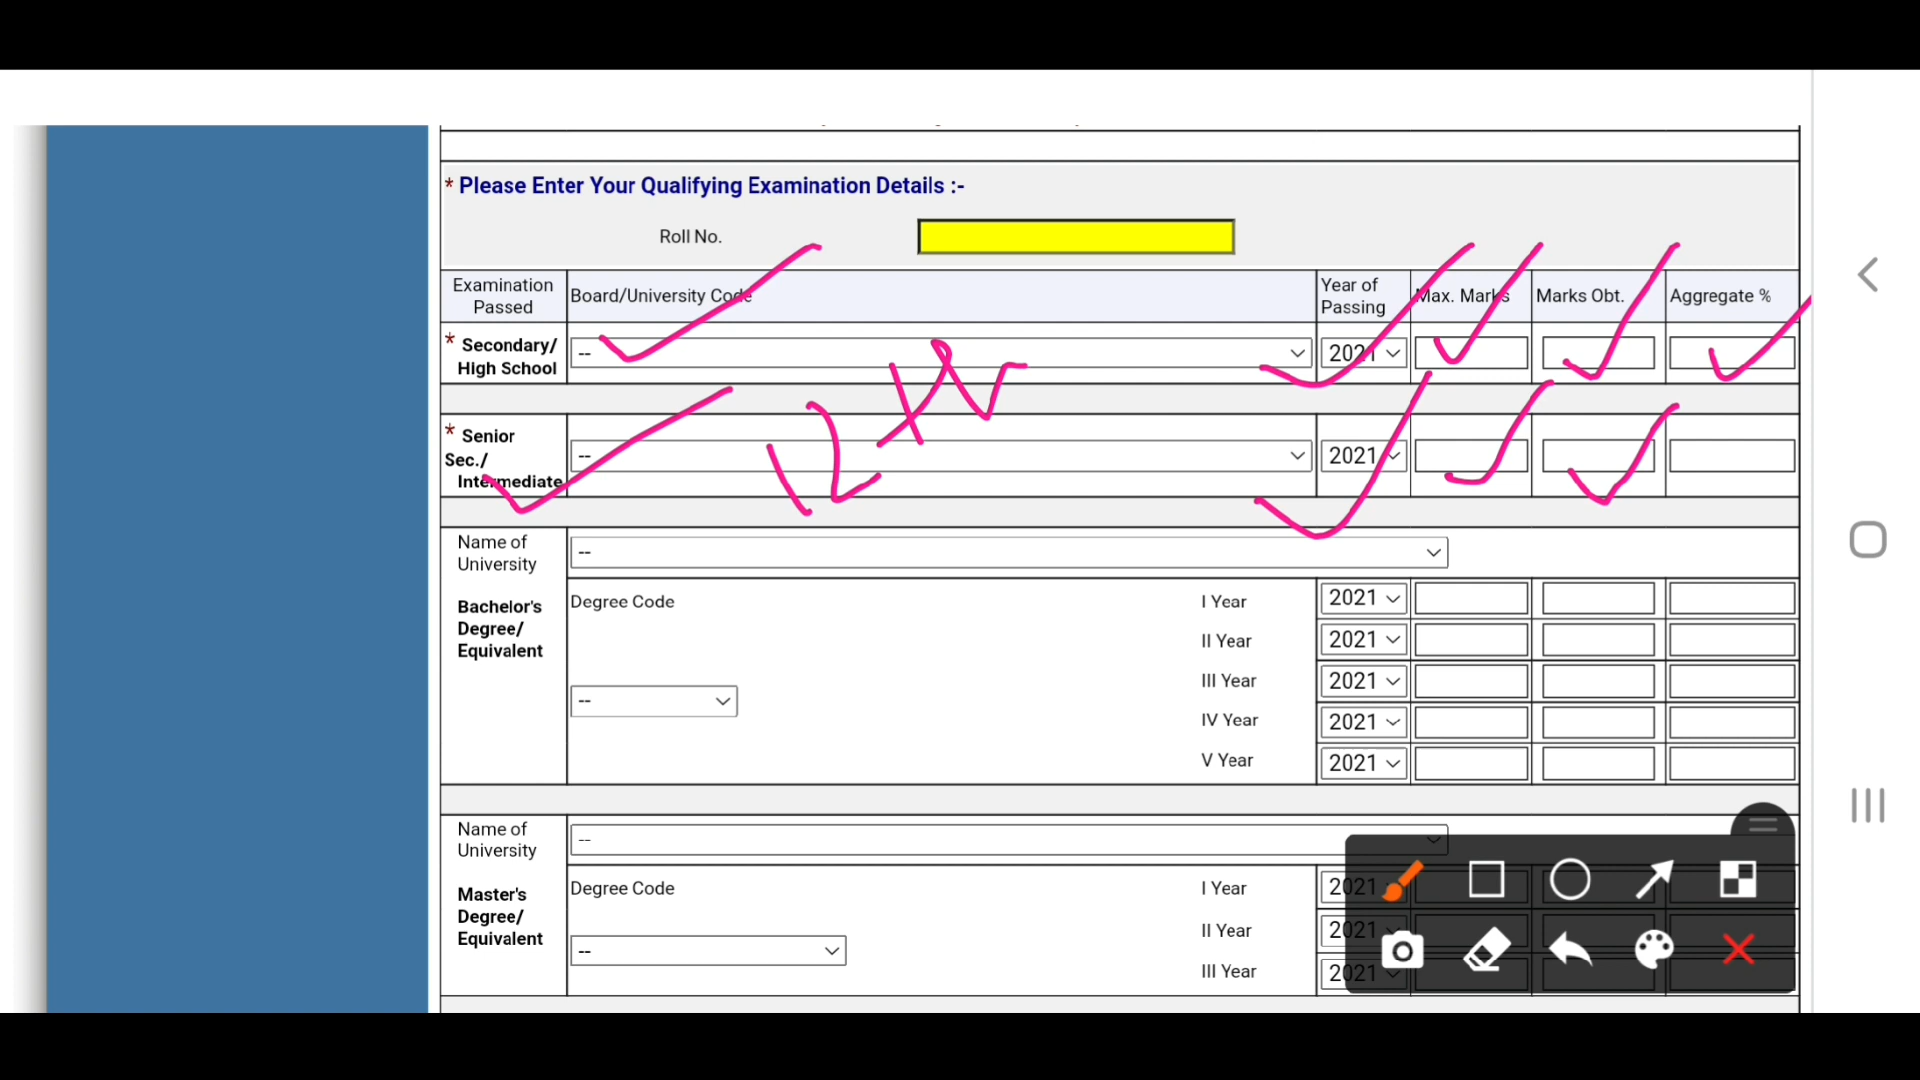 * Please Enter Your Qualifying Examination Details :-
Roll No.
Examination Passed
Board/University Code
Year of Passing
Max. Marks
Marks Obt.
Aggregate %
* Secondary/
High School
--
2021
* Senior
Sec./
Intermediate
--
2021
12th
Name of
University
--
Bachelor's
Degree/
Equivalent
Degree Code
--
I Year
2021
II Year
2021
III Year
2021
IV Year
2021
V Year
2021
Name of
University
--
Master's
Degree/
Equivalent
Degree Code
--
I Year
2021
II Year
2021
III Year
2021